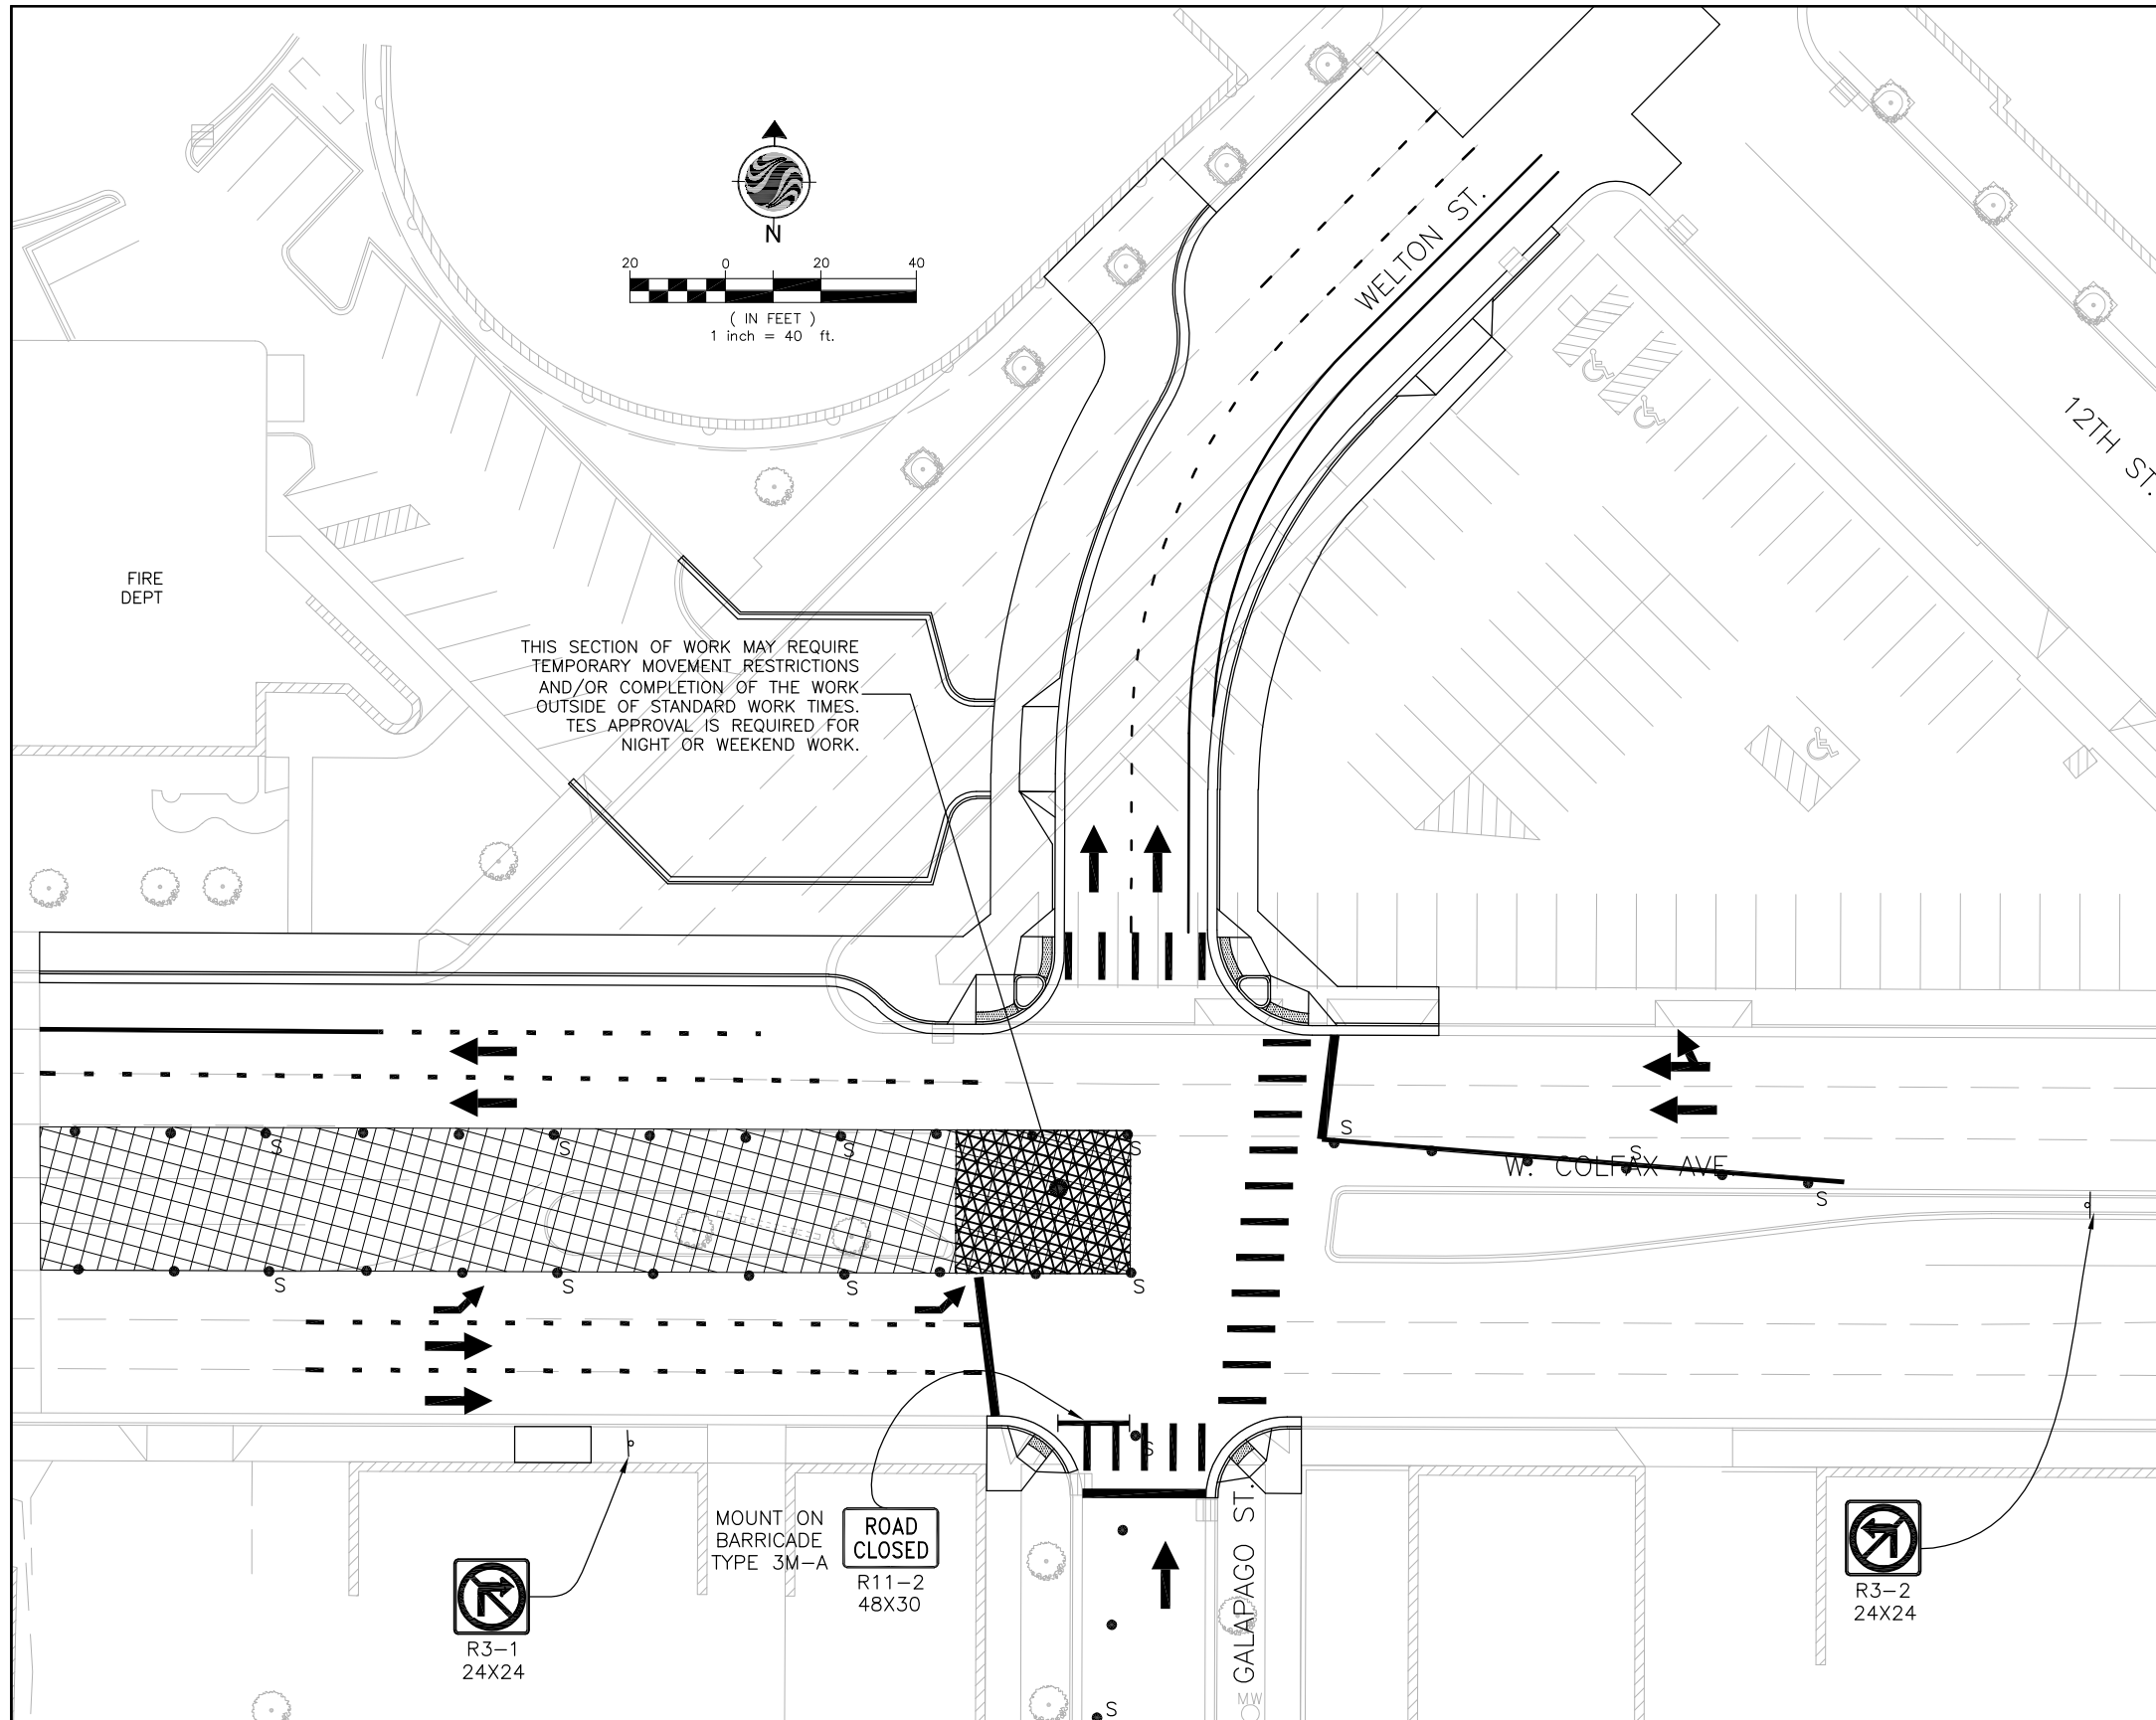 N
20 0 20 40
( IN FEET )
1 inch = 40 ft.
WELTON ST.
12TH ST.
FIRE
DEPT
THIS SECTION OF WORK MAY REQUIRE
TEMPORARY MOVEMENT RESTRICTIONS
AND/OR COMPLETION OF THE WORK
OUTSIDE OF STANDARD WORK TIMES.
TES APPROVAL IS REQUIRED FOR
NIGHT OR WEEKEND WORK.
S
S
S
S
S
S
S
W. COLFAX AVE.
S
S
S
S
S
MOUNT ON
BARRICADE
TYPE 3M-A
ROAD
CLOSED
R11-2
48X30
GALAPAGO ST.
R3-2
24X24
R3-1
24X24
MW
S